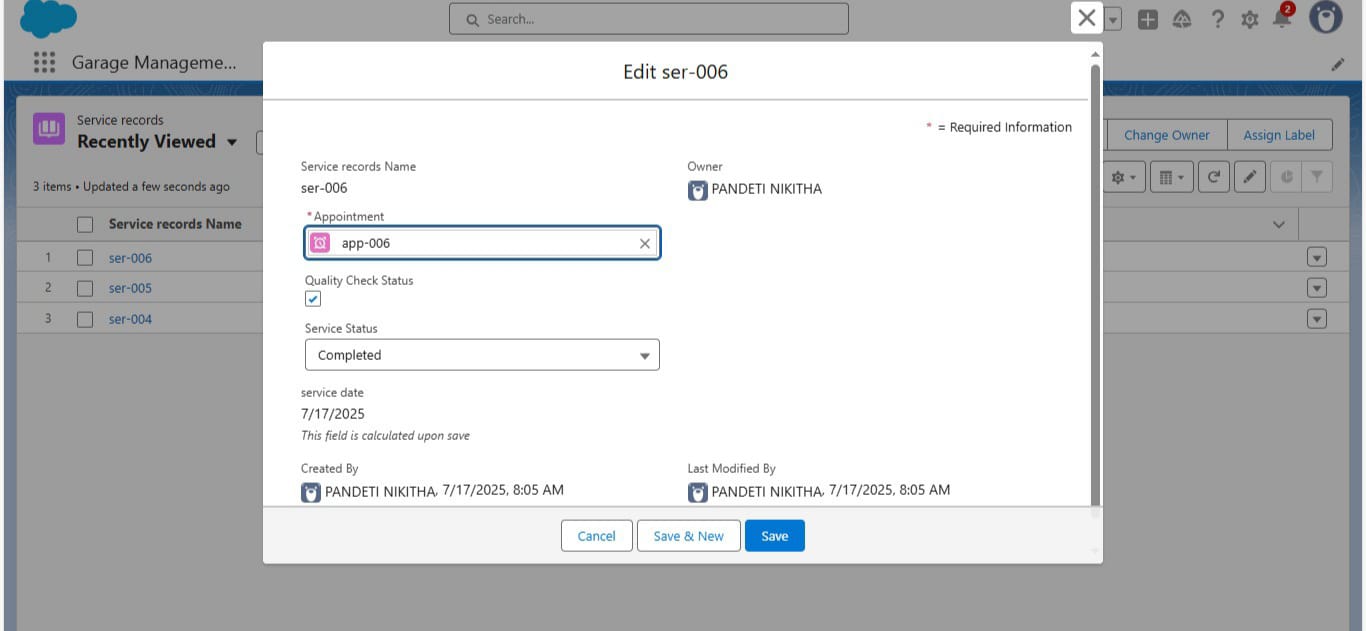 Search...
2
Garage Manageme...
Service records
Recently Viewed
3 items • Updated a few seconds ago
Change Owner
Assign Label
Service records Name
1 ser-006
2 ser-005
3 ser-004
Edit ser-006
* = Required Information
Service records Name
ser-006
Owner
PANDETI NIKITHA
*Appointment
app-006
Quality Check Status
Service Status
Completed
service date
7/17/2025
This field is calculated upon save
Created By
PANDETI NIKITHA, 7/17/2025, 8:05 AM
Last Modified By
PANDETI NIKITHA, 7/17/2025, 8:05 AM
Cancel
Save & New
Save